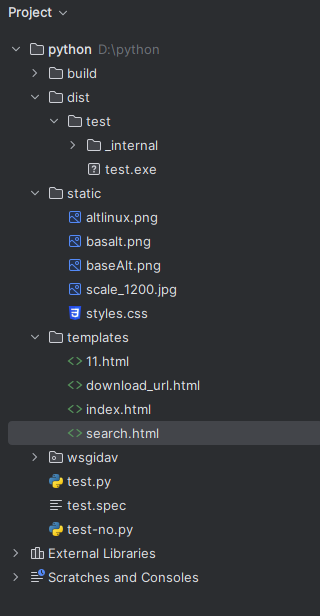 Project
python D:\python
build
dist
test
_internal
test.exe
static
altlinux.png
basalt.png
baseAlt.png
scale_1200.jpg
styles.css
templates
11.html
download_url.html
index.html
search.html
wsgidav
test.py
test.spec
test-no.py
External Libraries
Scratches and Consoles